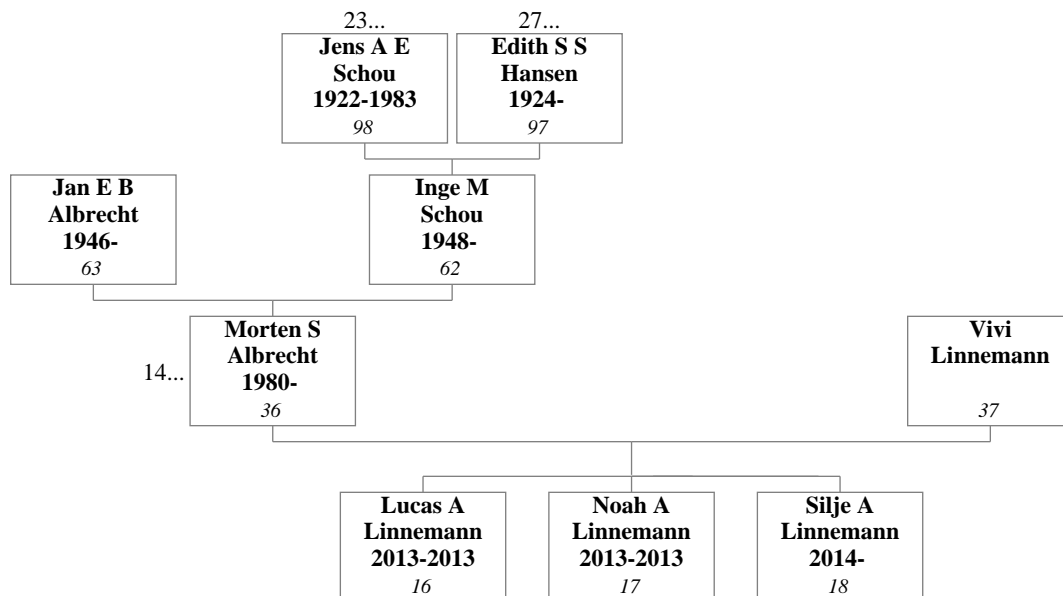 23...
27...
Jens A E
Schou
1922-1983
98
Edith S S
Hansen
1924-
97
Jan E B
Albrecht
1946-
63
Inge M
Schou
1948-
62
14...
Morten S
Albrecht
1980-
36
Vivi
Linnemann
37
Lucas A
Linnemann
2013-2013
16
Noah A
Linnemann
2013-2013
17
Silje A
Linnemann
2014-
18